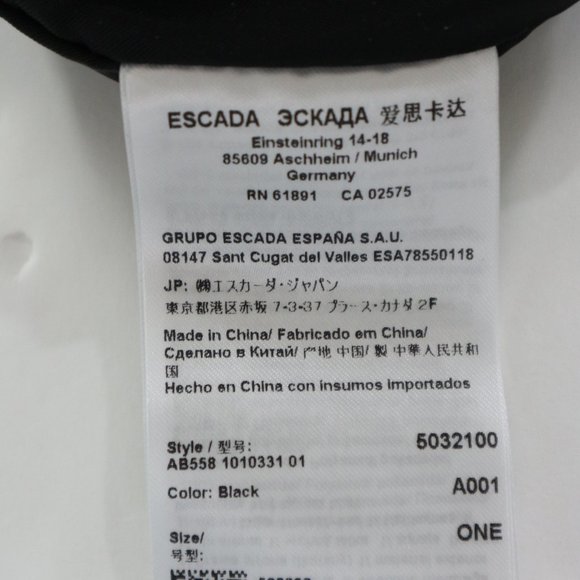 ESCADA ЭСКАДА 爱思卡达
Einsteinring 14-18
85609 Aschheim / Munich
Germany
RN 61891 CA 02575
GRUPO ESCADA ESPAÑA S.A.U.
08147 Sant Cugat del Valles ESA78550118
JP: ㈱エスカーダ・ジャパン
東京都港区赤坂 7-3-37 プラース・カナダ 2F
Made in China/ Fabricado em China/
Сделано в Китай/ 产地 中国/ 製 中華人民共和
国
Hecho en China con insumos importados
Style / 型号: 5032100
AB558 1010331 01
Color: Black A001
Size/ ONE
号型: